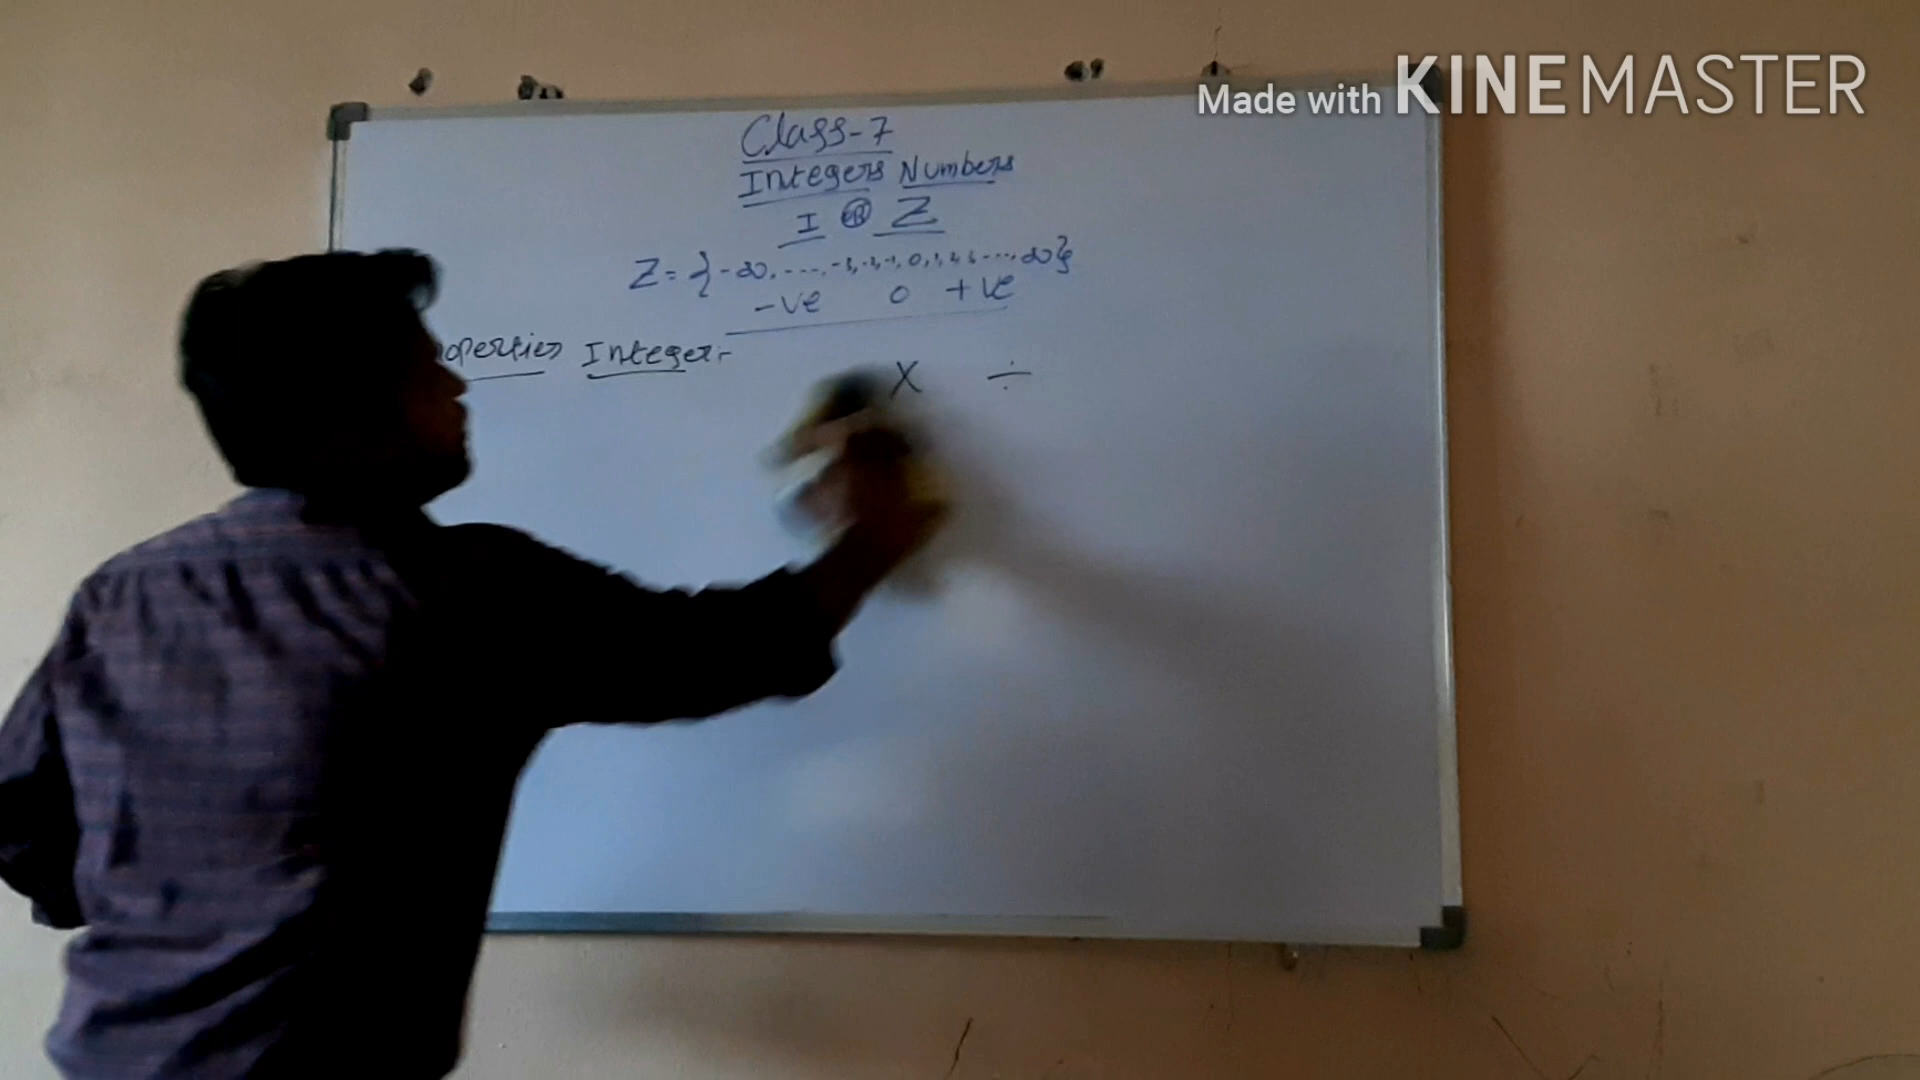 Made with KINEMASTER
Class-7
Integers Numbers
I or Z
Z = {-∞, ----, -3, -2, -1, 0, 1, 2, 3, ----, ∞}
-ve 0 +ve
operties Integer:-
× ÷